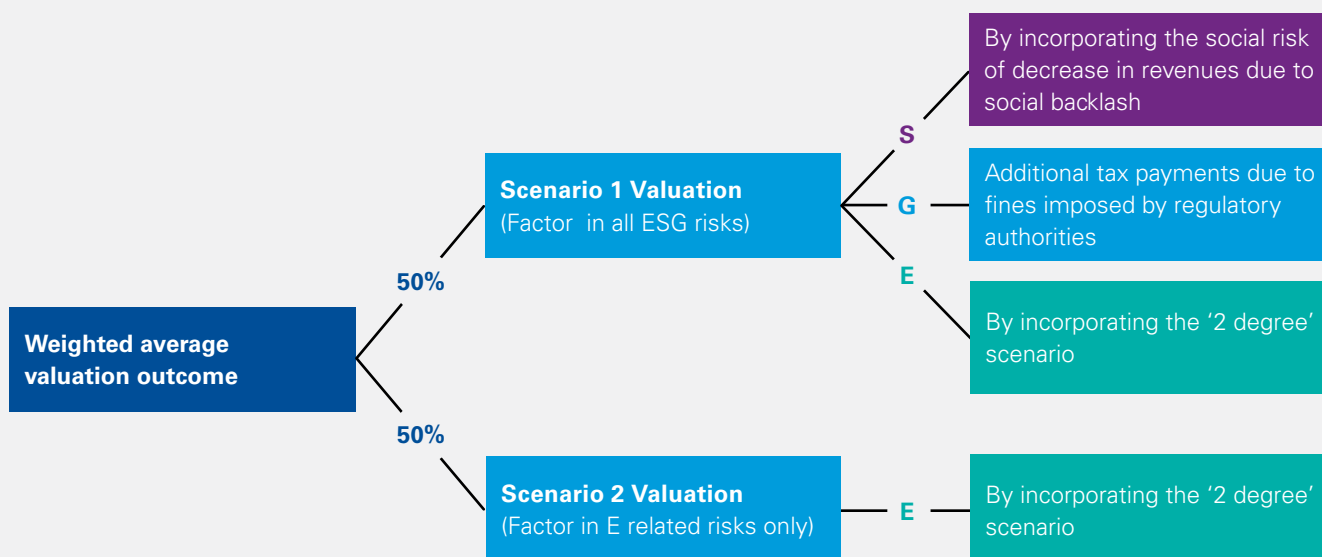 Weighted average
valuation outcome
50%
50%
Scenario 1 Valuation
(Factor in all ESG risks)
S
G
E
By incorporating the social risk
of decrease in revenues due to
social backlash
Additional tax payments due to
fines imposed by regulatory
authorities
By incorporating the ‘2 degree’
scenario
Scenario 2 Valuation
(Factor in E related risks only)
E
By incorporating the ‘2 degree’
scenario